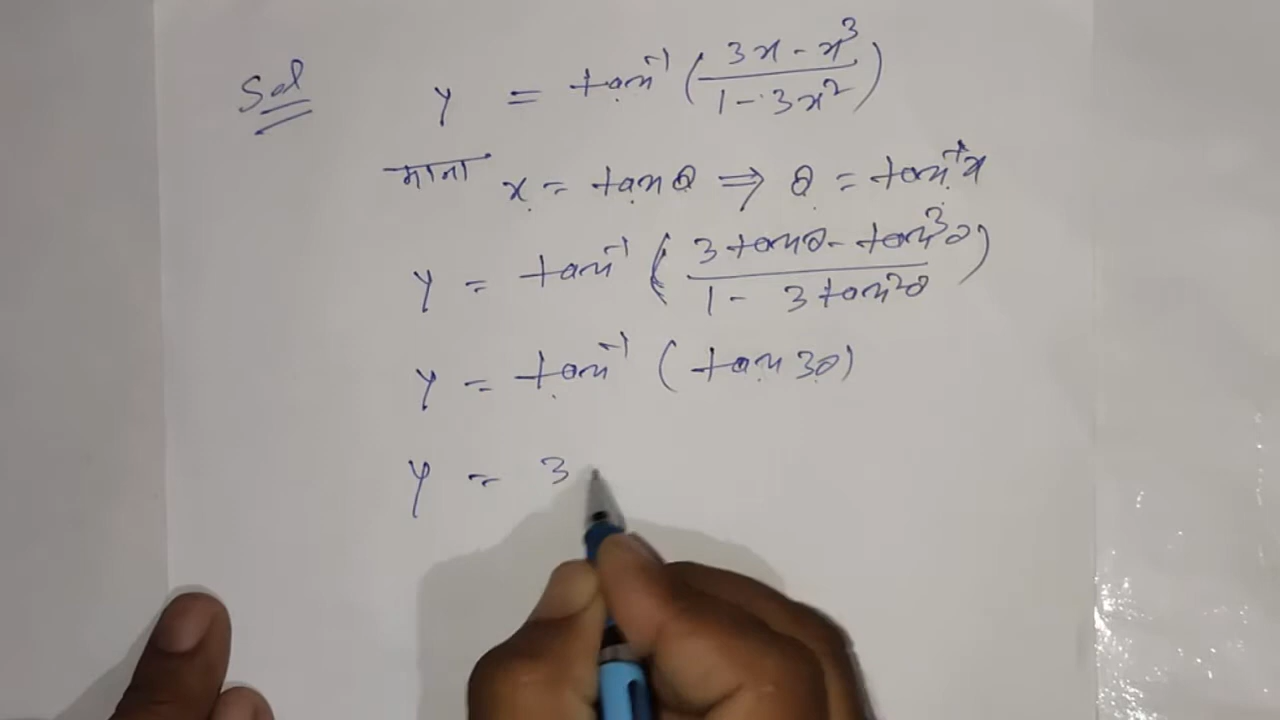 Sol y = tan⁻¹(3x - x³ / 1 - 3x²)
माना x = tanθ ⇒ θ = tan⁻¹x
y = tan⁻¹(3tanθ - tan³θ / 1 - 3tan²θ)
y = tan⁻¹(tan3θ)
y = 3